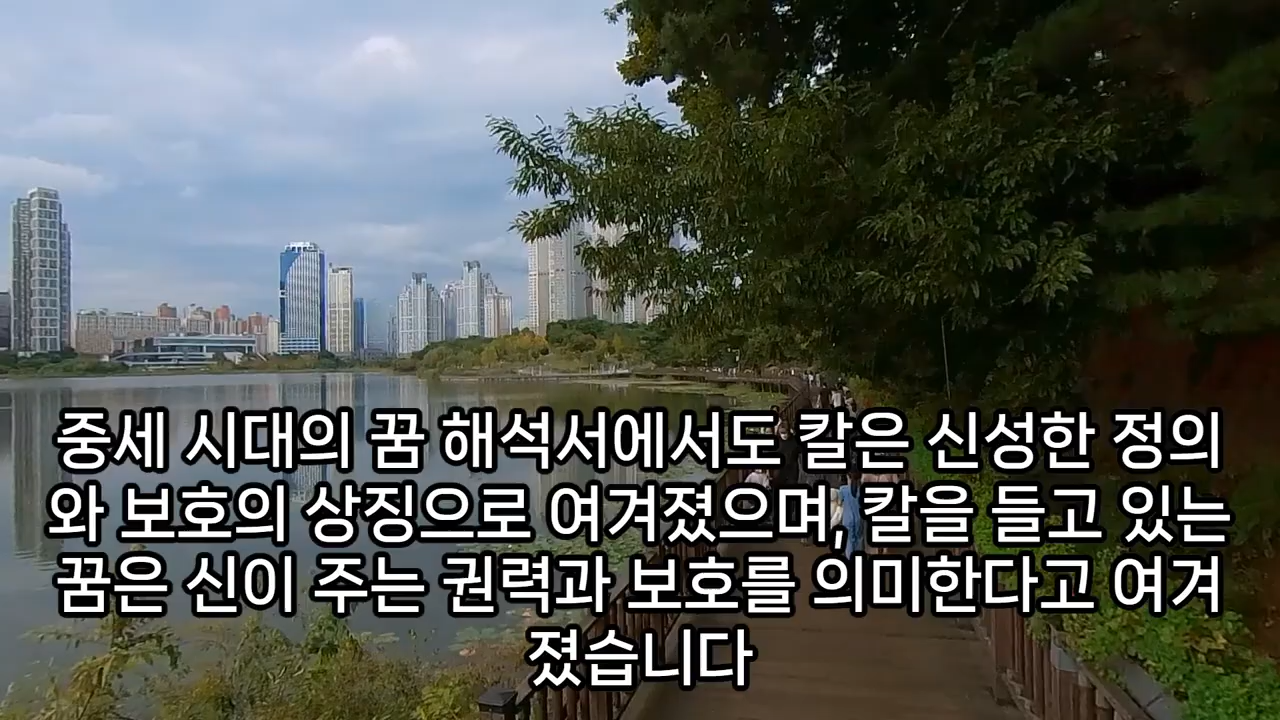 중세 시대의 꿈 해석서에서도 칼은 신성한 정의
와 보호의 상징으로 여겨졌으며, 칼을 들고 있는
꿈은 신이 주는 권력과 보호를 의미한다고 여겨
졌습니다